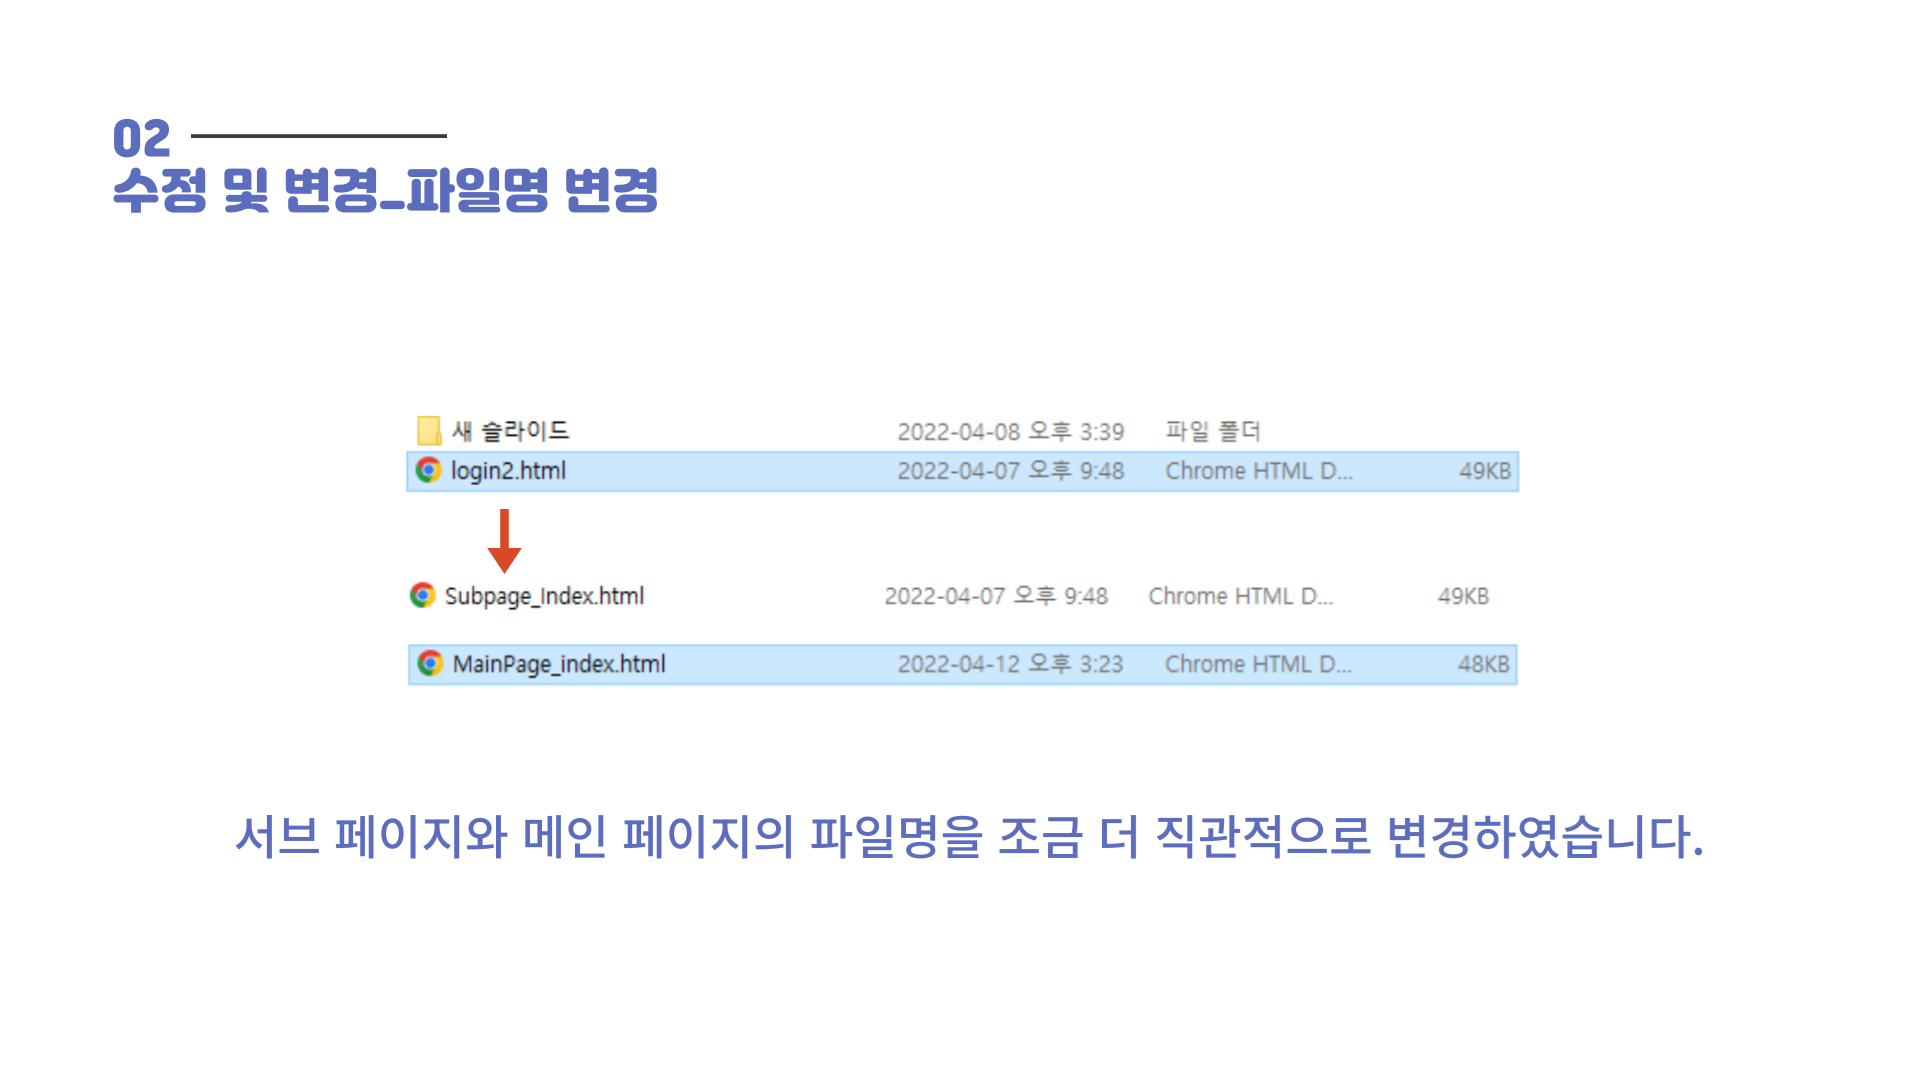 02
수정 및 변경_파일명 변경
새 슬라이드 2022-04-08 오후 3:39 파일 폴더
login2.html 2022-04-07 오후 9:48 Chrome HTML D... 49KB
Subpage_Index.html 2022-04-07 오후 9:48 Chrome HTML D... 49KB
MainPage_index.html 2022-04-12 오후 3:23 Chrome HTML D... 48KB
서브 페이지와 메인 페이지의 파일명을 조금 더 직관적으로 변경하였습니다.